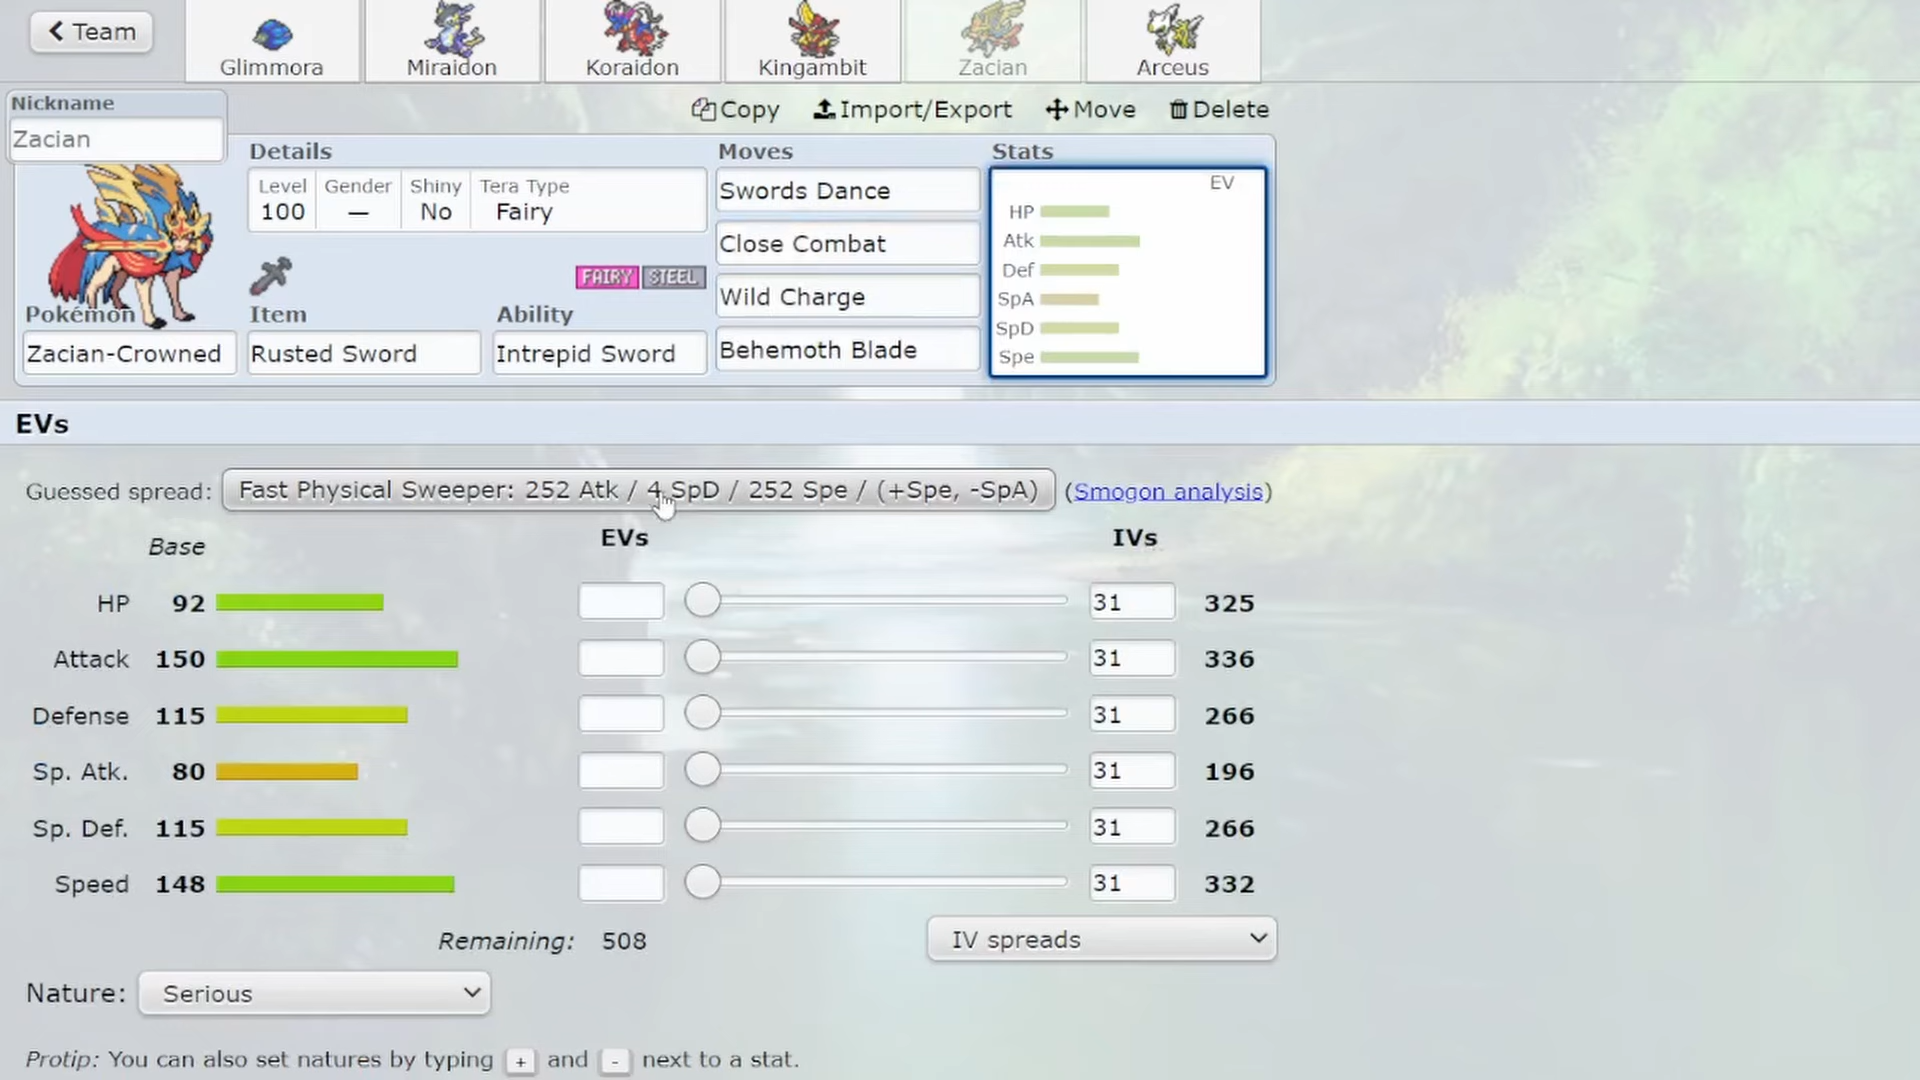 Team
Glimmora
Miraidon
Koraidon
Kingambit
Zacian
Arceus
Nickname
Zacian
Copy
Import/Export
Move
Delete
Details
Moves
Stats
Level
Gender
Shiny
Tera Type
100
—
No
Fairy
Swords Dance
EV
HP
Atk
Close Combat
FAIRY
STEEL
Def
Wild Charge
SpA
Pokémon
Item
Ability
SpD
Zacian-Crowned
Rusted Sword
Intrepid Sword
Behemoth Blade
Spe
EVs
Guessed spread:
Fast Physical Sweeper: 252 Atk / 4 SpD / 252 Spe / (+Spe, -SpA)
(Smogon analysis)
Base
EVs
IVs
HP 92 31 325
Attack 150 31 336
Defense 115 31 266
Sp. Atk. 80 31 196
Sp. Def. 115 31 266
Speed 148 31 332
Remaining: 508
IV spreads
Nature: Serious
Protip: You can also set natures by typing + and - next to a stat.